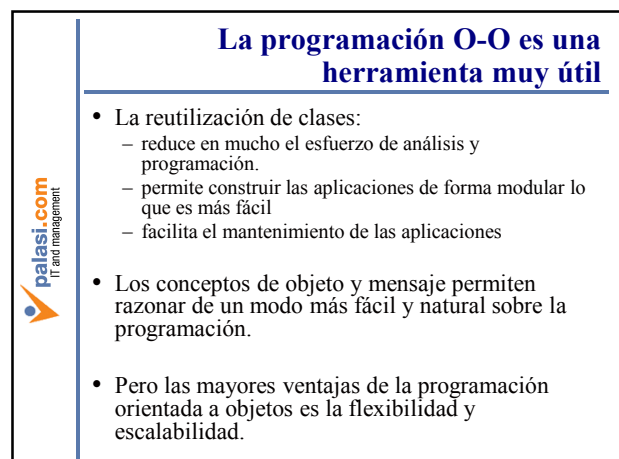 La programación O-O es una
herramienta muy útil
• La reutilización de clases:
– reduce en mucho el esfuerzo de análisis y
programación.
– permite construir las aplicaciones de forma modular lo
que es más fácil
– facilita el mantenimiento de las aplicaciones
• Los conceptos de objeto y mensaje permiten
razonar de un modo más fácil y natural sobre la
programación.
• Pero las mayores ventajas de la programación
orientada a objetos es la flexibilidad y
escalabilidad.
palasi.com
IT and management